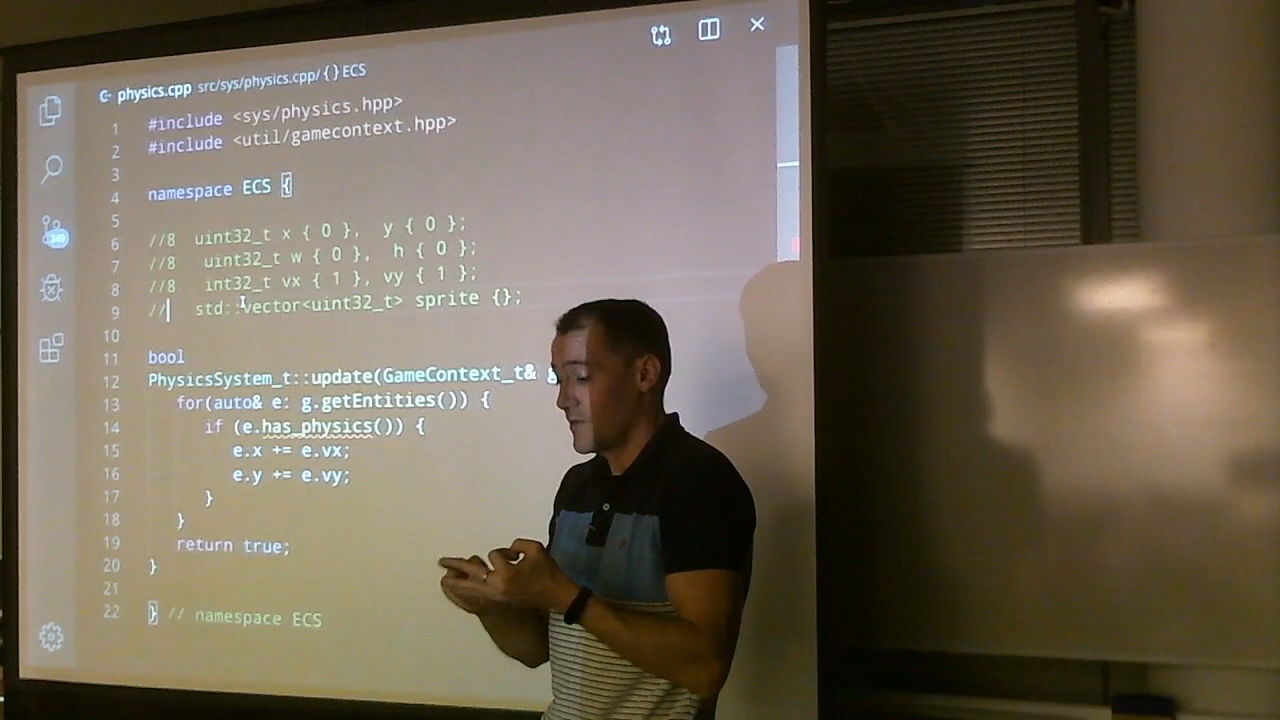 physics.cpp src/sys/physics.cpp/{}ECS
1 #include <sys/physics.hpp>
2 #include <util/gamecontext.hpp>
3
4 namespace ECS {
5
6 //8 uint32_t x { 0 }, y { 0 };
7 //8 uint32_t w { 0 }, h { 0 };
8 //8 int32_t vx { 1 }, vy { 1 };
9 // std::vector<uint32_t> sprite {};
10
11 bool
12 PhysicsSystem_t::update(GameContext_t&
13 for(auto& e: g.getEntities()) {
14 if (e.has_physics()) {
15 e.x += e.vx;
16 e.y += e.vy;
17 }
18 }
19 return true;
20 }
21
22 } // namespace ECS